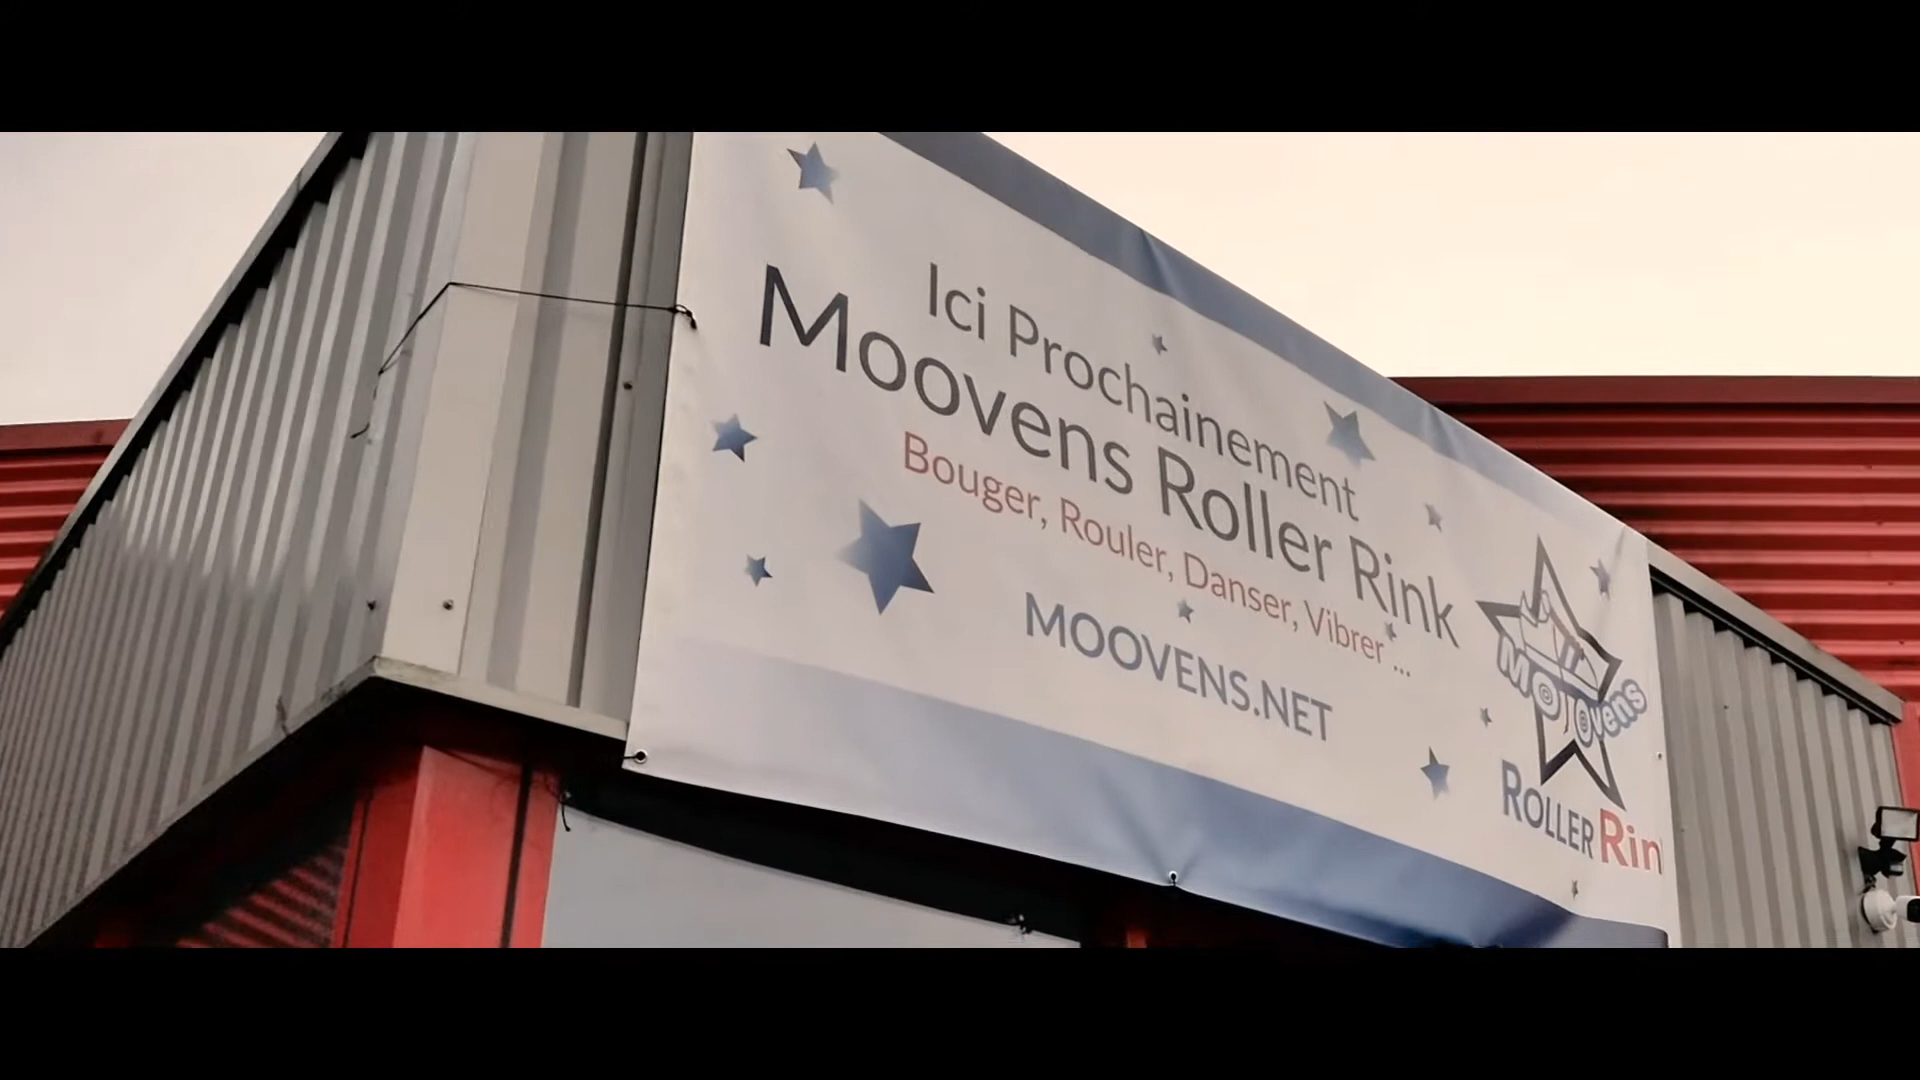 Ici Prochainement
Moovens Roller Rink
Bouger, Rouler, Danser, Vibrer ...
MOOVENS.NET
MOOvens
ROLLER Rin